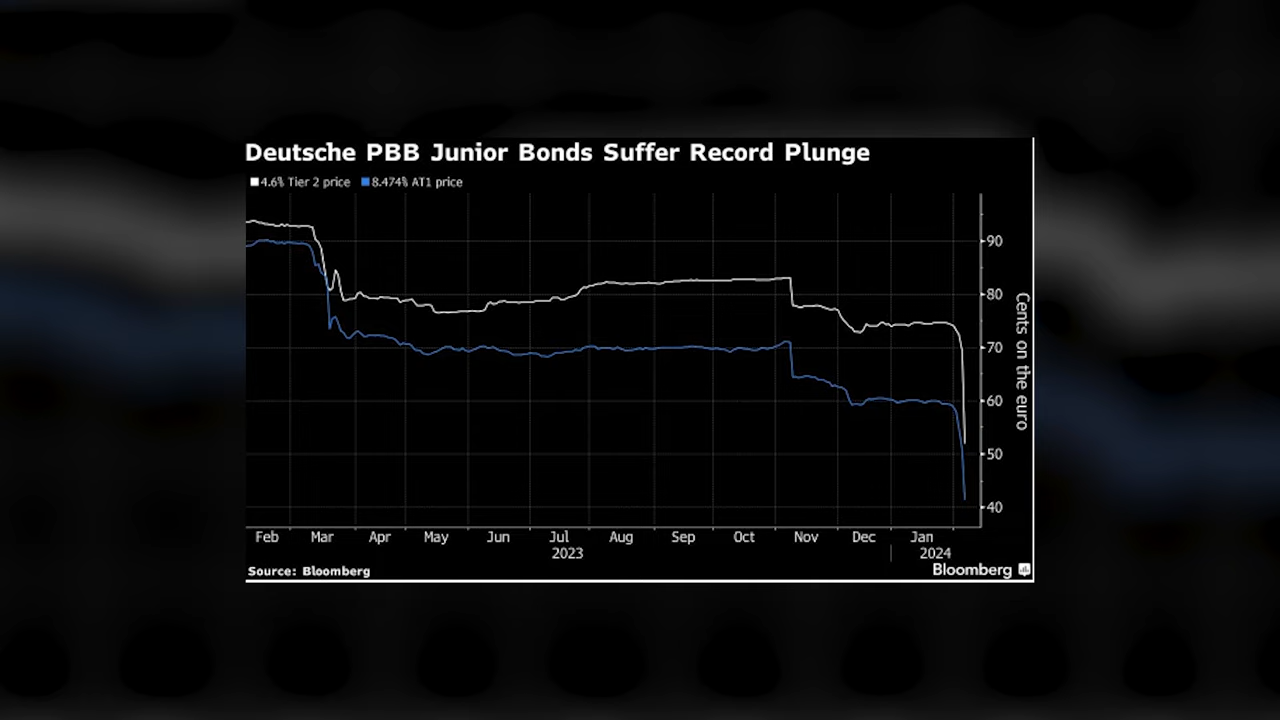 Deutsche PBB Junior Bonds Suffer Record Plunge
4.6% Tier 2 price 8.474% AT1 price
90
80
70
60
50
40
Cents on the euro
Feb Mar Apr May Jun Jul Aug Sep Oct Nov Dec Jan
2023 2024
Source: Bloomberg
Bloomberg